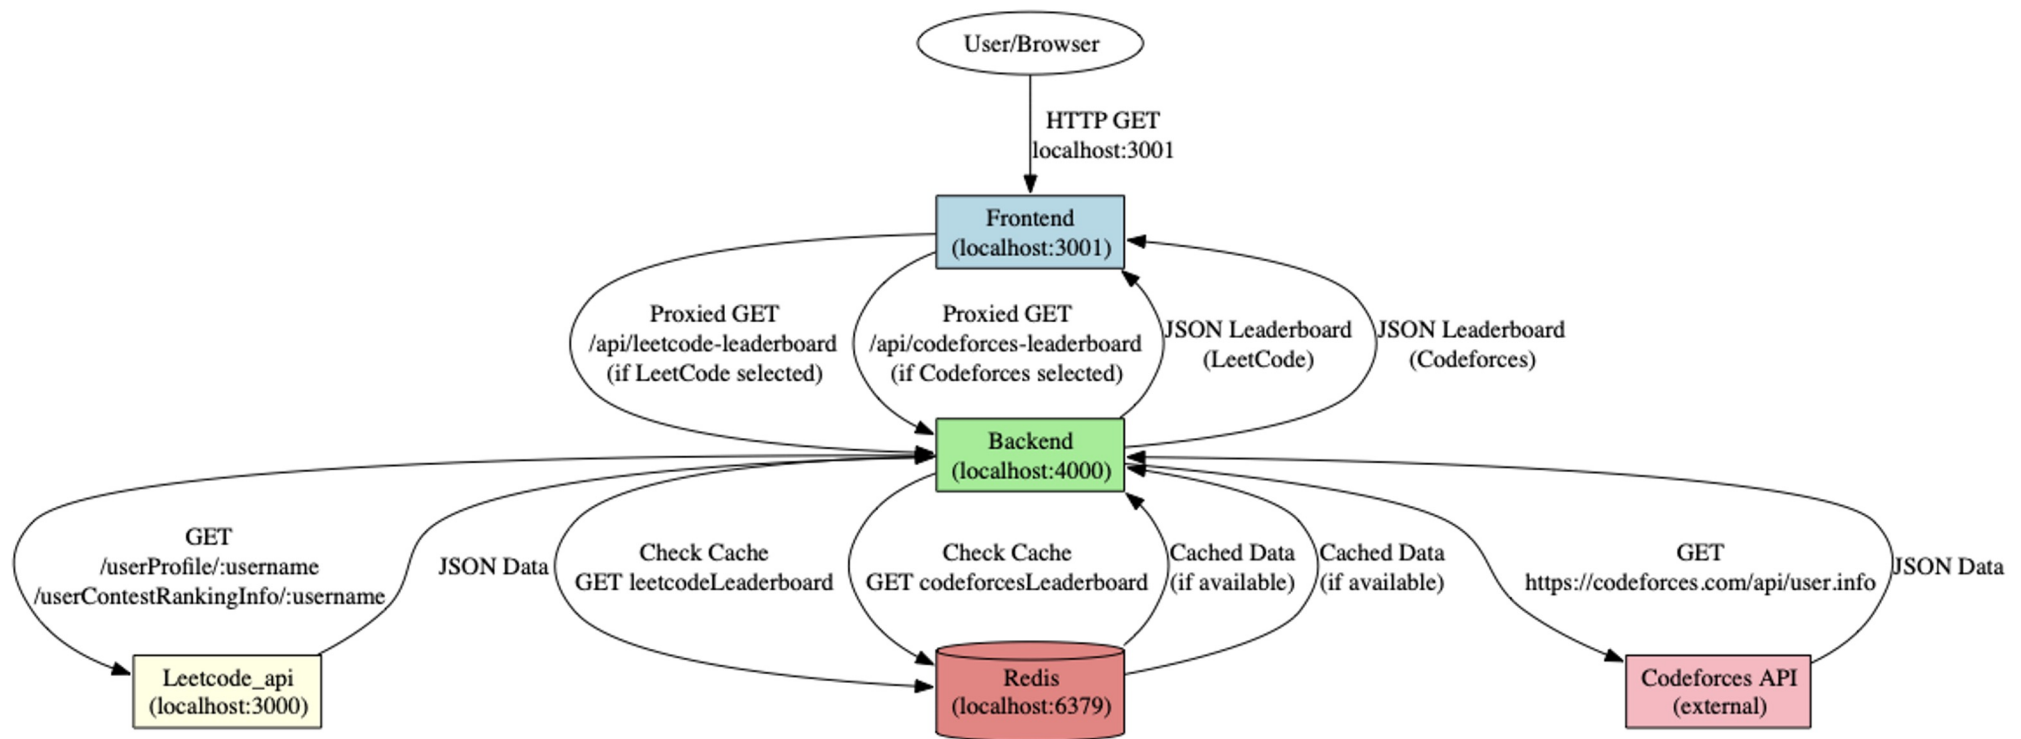 User/Browser
HTTP GET
localhost:3001
Frontend
(localhost:3001)
Proxied GET
/api/leetcode-leaderboard
(if LeetCode selected)
Proxied GET
/api/codeforces-leaderboard
(if Codeforces selected)
JSON Leaderboard
(LeetCode)
JSON Leaderboard
(Codeforces)
Backend
(localhost:4000)
GET
/userProfile/:username
/userContestRankingInfo/:username
JSON Data
Check Cache
GET leetcodeLeaderboard
Check Cache
GET codeforcesLeaderboard
Cached Data
(if available)
Cached Data
(if available)
GET
https://codeforces.com/api/user.info
JSON Data
Leetcode_api
(localhost:3000)
Redis
(localhost:6379)
Codeforces API
(external)